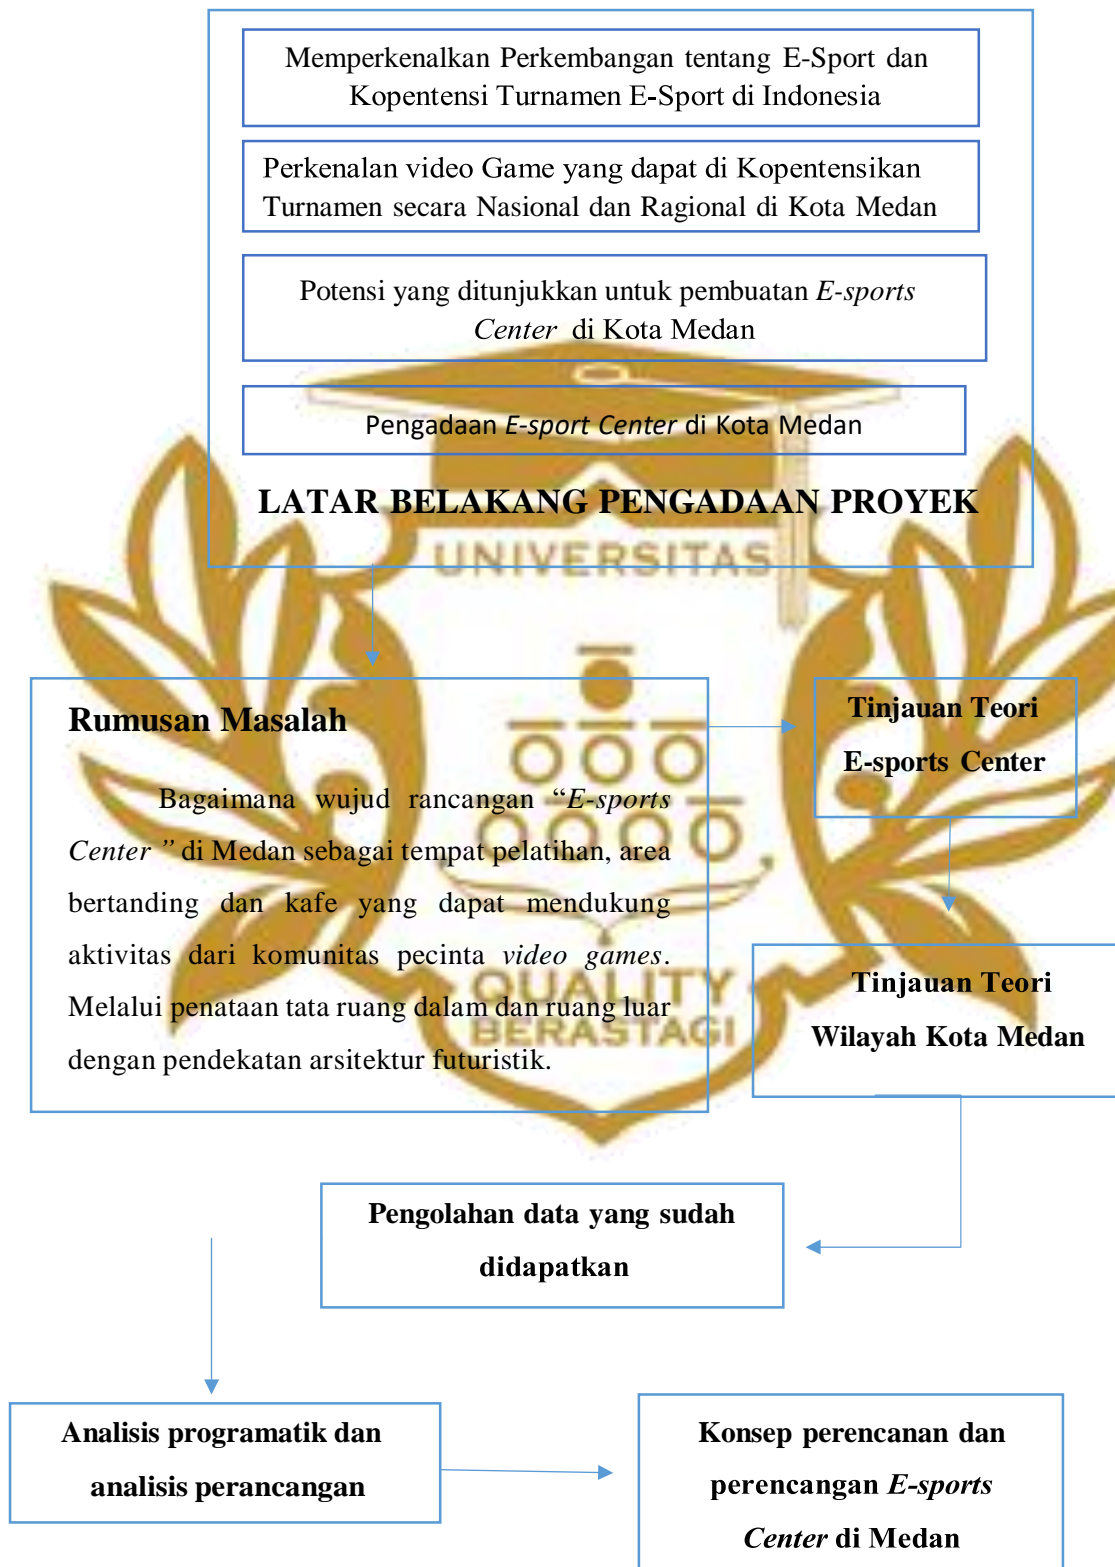 Memperkenalkan Perkembangan tentang E-Sport dan
Kopentensi Turnamen E-Sport di Indonesia
Perkenalan video Game yang dapat di Kopentensikan
Turnamen secara Nasional dan Ragional di Kota Medan
Potensi yang ditunjukkan untuk pembuatan E-sports
Center di Kota Medan
Pengadaan E-sport Center di Kota Medan
LATAR BELAKANG PENGADAAN PROYEK
UNIVERSITAS
Rumusan Masalah
Bagaimana wujud rancangan “E-sports
Center ” di Medan sebagai tempat pelatihan, area
bertanding dan kafe yang dapat mendukung
aktivitas dari komunitas pecinta video games.
Melalui penataan tata ruang dalam dan ruang luar
dengan pendekatan arsitektur futuristik.
QUALITY
BERASTAGI
Tinjauan Teori
E-sports Center
Tinjauan Teori
Wilayah Kota Medan
Pengolahan data yang sudah
didapatkan
Analisis programatik dan
analisis perancangan
Konsep perencanan dan
perencangan E-sports
Center di Medan